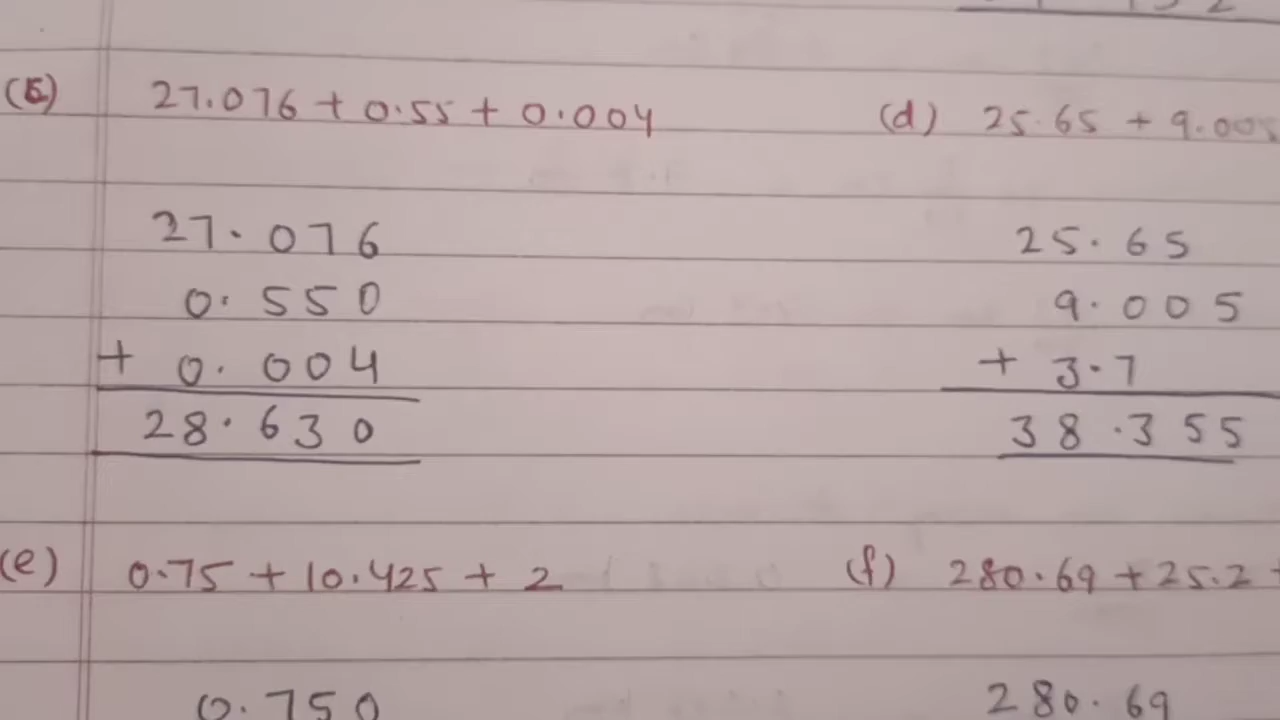 (c) 27.076 + 0.55 + 0.004
27.076
0.550
+ 0.004
28.630
(d) 25.65 + 9.005
25.65
9.005
+ 3.7
38.355
(e) 0.75 + 10.425 + 2
0.750
(f) 280.69 + 25.2 +
280.69